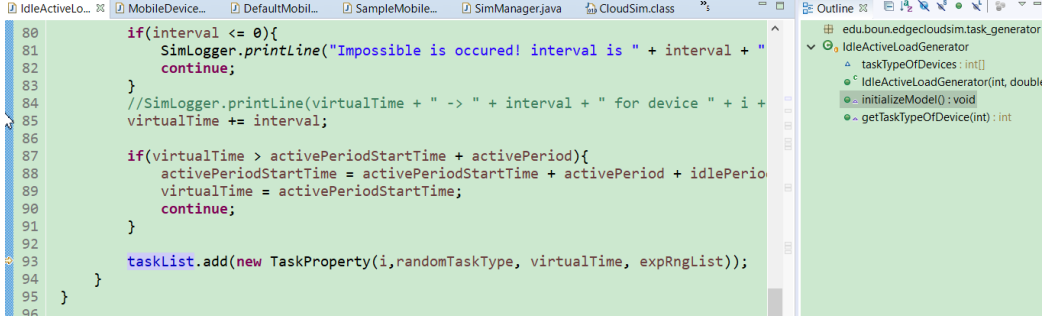 IdleActiveLo... MobileDevice... DefaultMobil... SampleMobile... SimManager.java CloudSim.class
80 if(interval <= 0){
81 SimLogger.printLine("Impossible is occured! interval is " + interval + "
82 continue;
83 }
84 //SimLogger.printLine(virtualTime + " -> " + interval + " for device " + i +
85 virtualTime += interval;
86
87 if(virtualTime > activePeriodStartTime + activePeriod){
88 activePeriodStartTime = activePeriodStartTime + activePeriod + idlePerio
89 virtualTime = activePeriodStartTime;
90 continue;
91 }
92
93 taskList.add(new TaskProperty(i,randomTaskType, virtualTime, expRngList));
94 }
95 }
96
Outline
edu.boun.edgecloudsim.task_generator
IdleActiveLoadGenerator
taskTypeOfDevices : int[]
IdleActiveLoadGenerator(int, double
initializeModel() : void
getTaskTypeOfDevice(int) : int